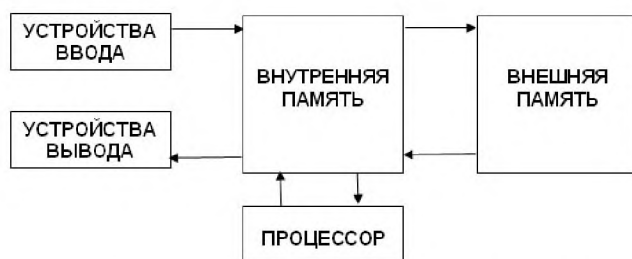 УСТРОЙСТВА
ВВОДА
ВНУТРЕННЯЯ
ПАМЯТЬ
ВНЕШНЯЯ
ПАМЯТЬ
УСТРОЙСТВА
ВЫВОДА
ПРОЦЕССОР